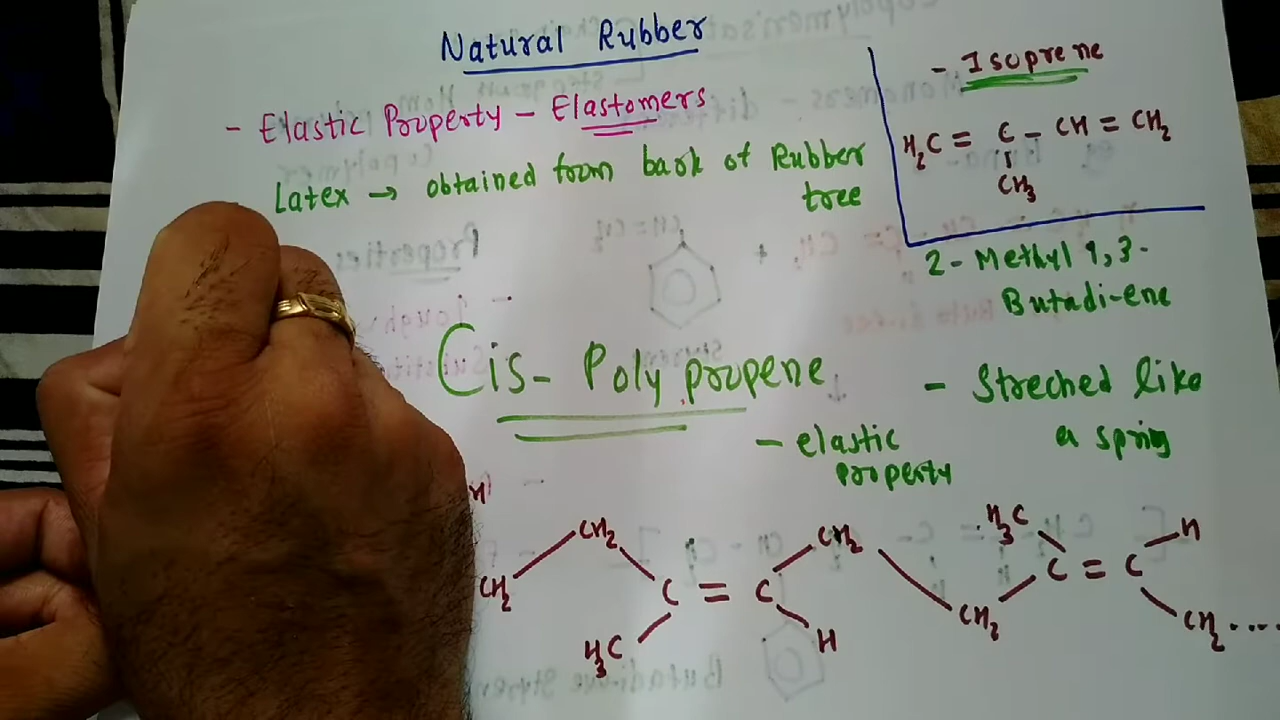 Natural Rubber
- Elastic Property - Elastomers
Latex → obtained from bark of Rubber
tree
- Isoprene
H2C = C - CH = CH2
CH3
2 - Methyl 1,3 -
Butadi-ene
Cis - Poly propene
- Streched like
a spring
- elastic
property
CH2 CH2 C = C CH2 CH2 C = C H
H3C H H3C CH2....